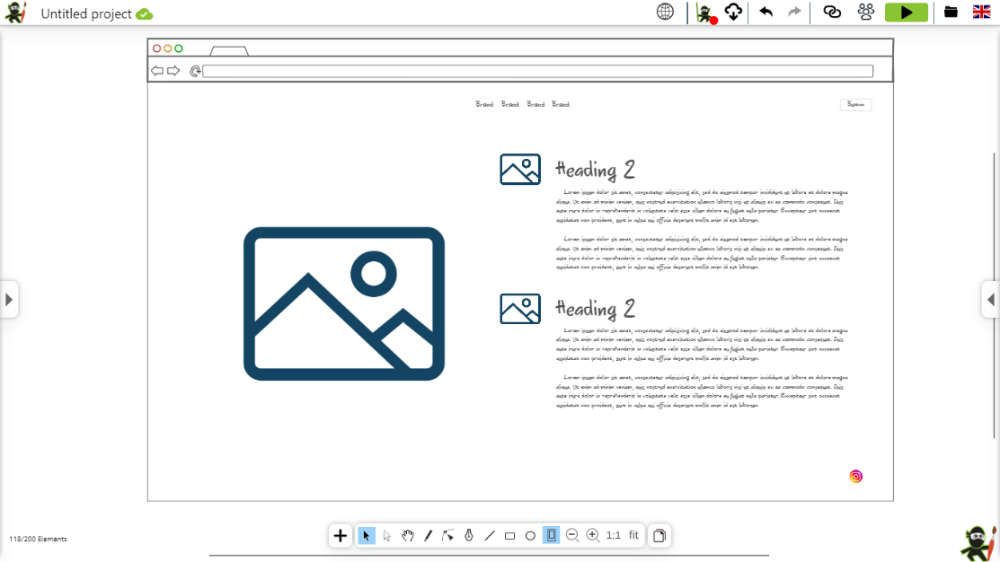 Untitled project
Brand Brand Brand Brand
Heading 2
Lorem ipsum dolor sit amet, consectetur adipisicing elit, sed do eiusmod tempor incididunt ut labore et dolore magna
aliqua. Ut enim ad minim veniam, quis nostrud exercitation ullamco laboris nisi ut aliquip ex ea commodo consequat. Duis
aute irure dolor in reprehenderit in voluptate velit esse cillum dolore eu fugiat nulla pariatur. Excepteur sint occaecat
cupidatat non proident, sunt in culpa qui officia deserunt mollit anim id est laborum.
Lorem ipsum dolor sit amet, consectetur adipisicing elit, sed do eiusmod tempor incididunt ut labore et dolore magna
aliqua. Ut enim ad minim veniam, quis nostrud exercitation ullamco laboris nisi ut aliquip ex ea commodo consequat. Duis
aute irure dolor in reprehenderit in voluptate velit esse cillum dolore eu fugiat nulla pariatur. Excepteur sint occaecat
cupidatat non proident, sunt in culpa qui officia deserunt mollit anim id est laborum.
Heading 2
Lorem ipsum dolor sit amet, consectetur adipisicing elit, sed do eiusmod tempor incididunt ut labore et dolore magna
aliqua. Ut enim ad minim veniam, quis nostrud exercitation ullamco laboris nisi ut aliquip ex ea commodo consequat. Duis
aute irure dolor in reprehenderit in voluptate velit esse cillum dolore eu fugiat nulla pariatur. Excepteur sint occaecat
cupidatat non proident, sunt in culpa qui officia deserunt mollit anim id est laborum.
Lorem ipsum dolor sit amet, consectetur adipisicing elit, sed do eiusmod tempor incididunt ut labore et dolore magna
aliqua. Ut enim ad minim veniam, quis nostrud exercitation ullamco laboris nisi ut aliquip ex ea commodo consequat. Duis
aute irure dolor in reprehenderit in voluptate velit esse cillum dolore eu fugiat nulla pariatur. Excepteur sint occaecat
cupidatat non proident, sunt in culpa qui officia deserunt mollit anim id est laborum.
118/200 Elements
1:1 fit